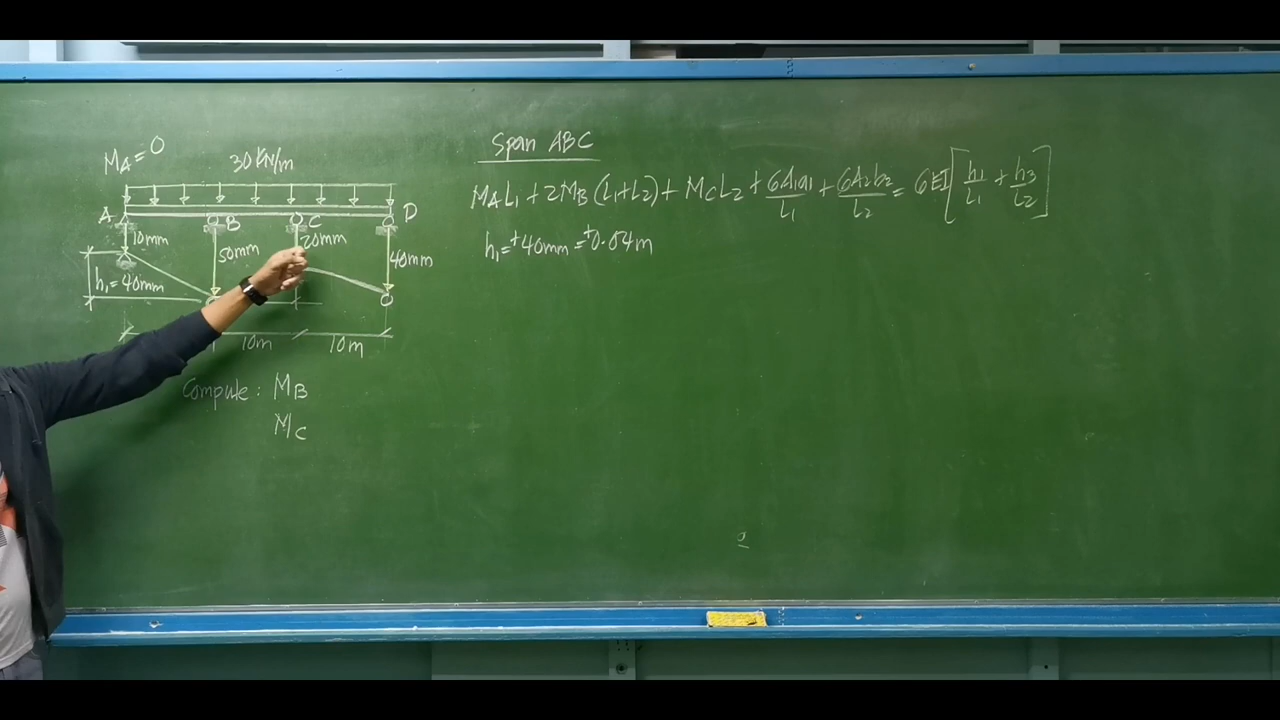 MA = 0
30 kN/m
A B C D
10mm 50mm 20mm 40mm
h₁ = 40mm
10m 10m
Compute : MB
MC
Span ABC
MAL₁ + 2MB (L₁+L₂) + MCL₂ + 6A₁a₁/L₁ + 6A₂b₂/L₂ = 6EI [ h₁/L₁ + h₃/L₂ ]
h₁ = +40mm = +0.04m